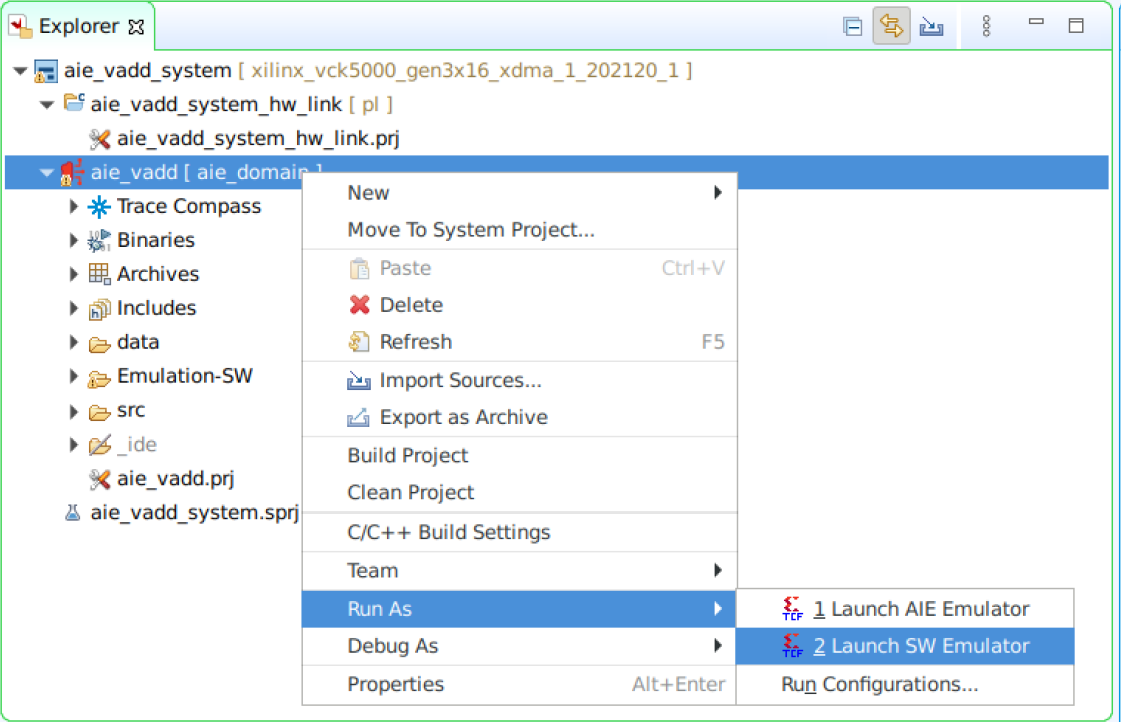 Explorer
aie_vadd_system [ xilinx_vck5000_gen3x16_xdma_1_202120_1 ]
aie_vadd_system_hw_link [ pl ]
aie_vadd_system_hw_link.prj
aie_vadd [ aie_domain ]
Trace Compass
Binaries
Archives
Includes
data
Emulation-SW
src
_ide
aie_vadd.prj
aie_vadd_system.sprj
New
Move To System Project...
Paste Ctrl+V
Delete
Refresh F5
Import Sources...
Export as Archive
Build Project
Clean Project
C/C++ Build Settings
Team
Run As
Debug As
Properties Alt+Enter
TCF 1 Launch AIE Emulator
TCF 2 Launch SW Emulator
Run Configurations...